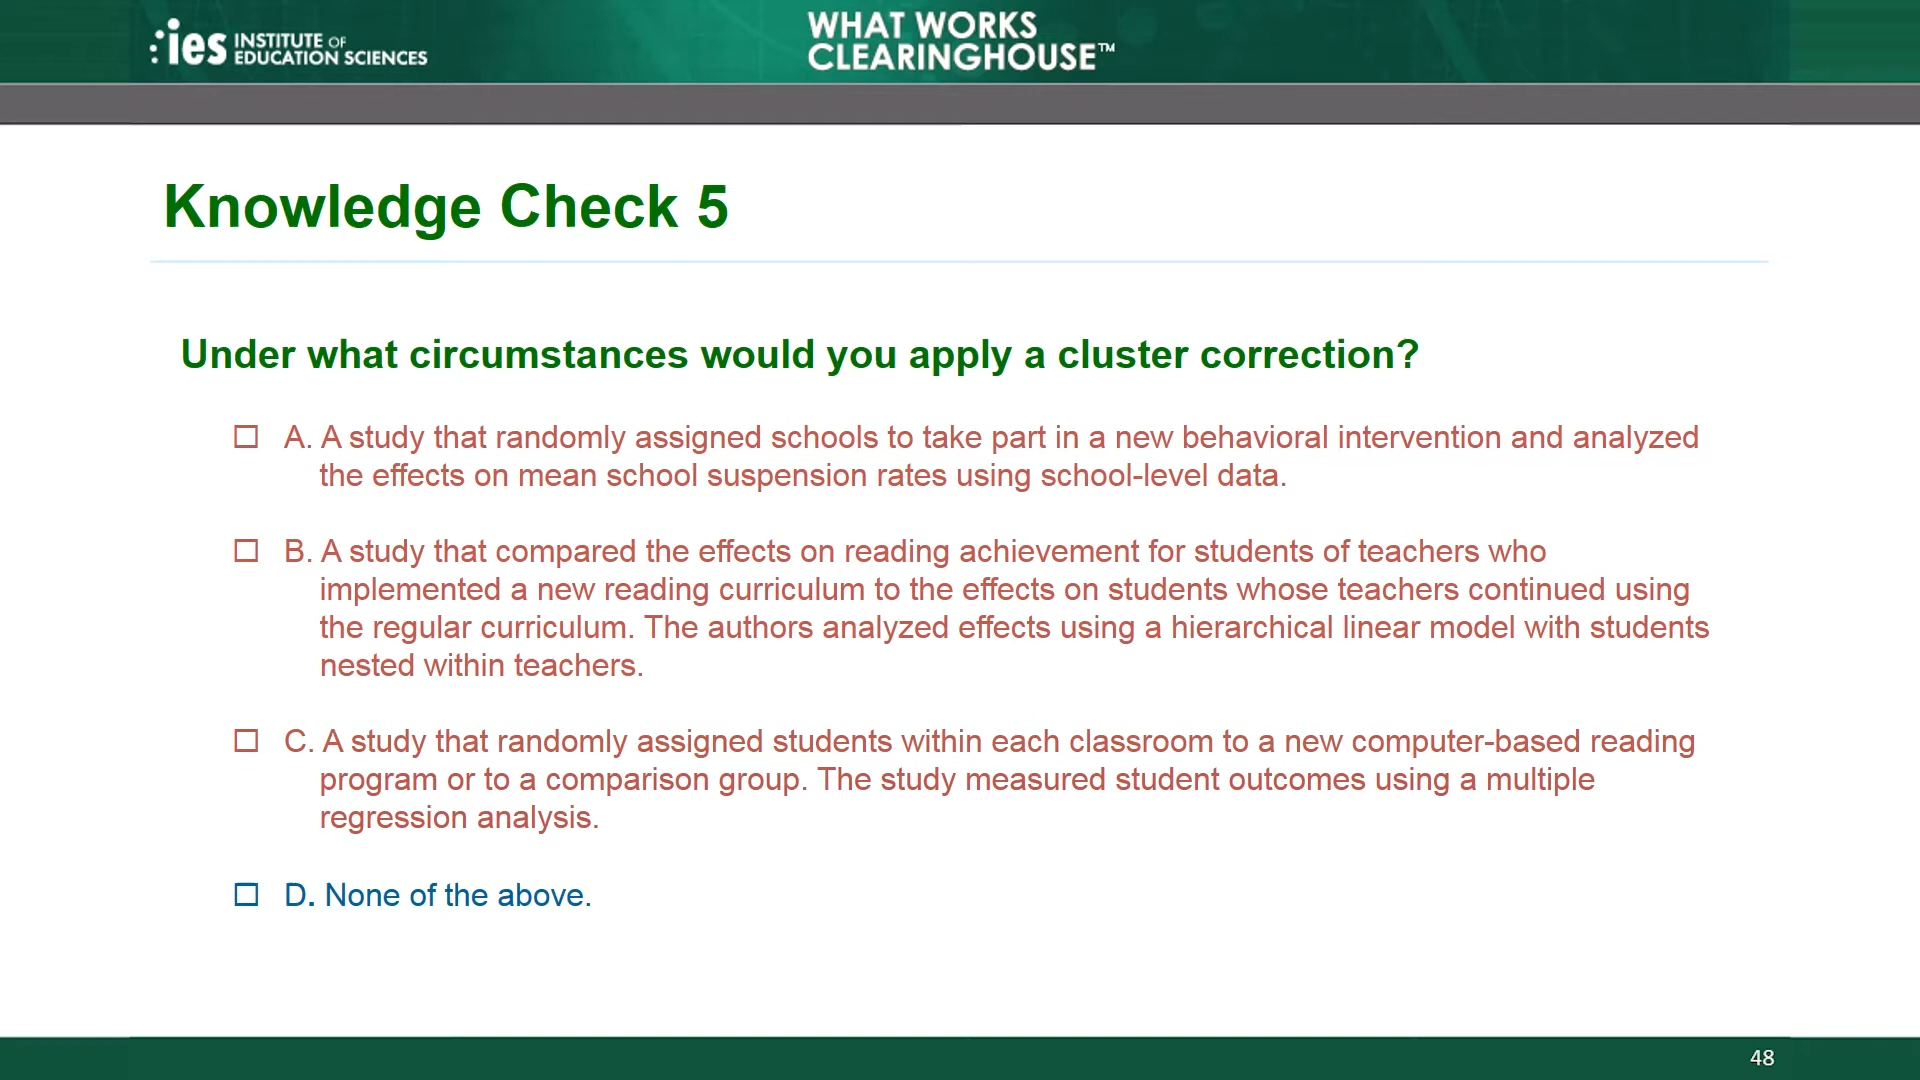 ies INSTITUTE OF
EDUCATION SCIENCES
WHAT WORKS
CLEARINGHOUSE™
Knowledge Check 5
Under what circumstances would you apply a cluster correction?
☐ A. A study that randomly assigned schools to take part in a new behavioral intervention and analyzed
the effects on mean school suspension rates using school-level data.
☐ B. A study that compared the effects on reading achievement for students of teachers who
implemented a new reading curriculum to the effects on students whose teachers continued using
the regular curriculum. The authors analyzed effects using a hierarchical linear model with students
nested within teachers.
☐ C. A study that randomly assigned students within each classroom to a new computer-based reading
program or to a comparison group. The study measured student outcomes using a multiple
regression analysis.
☐ D. None of the above.
48